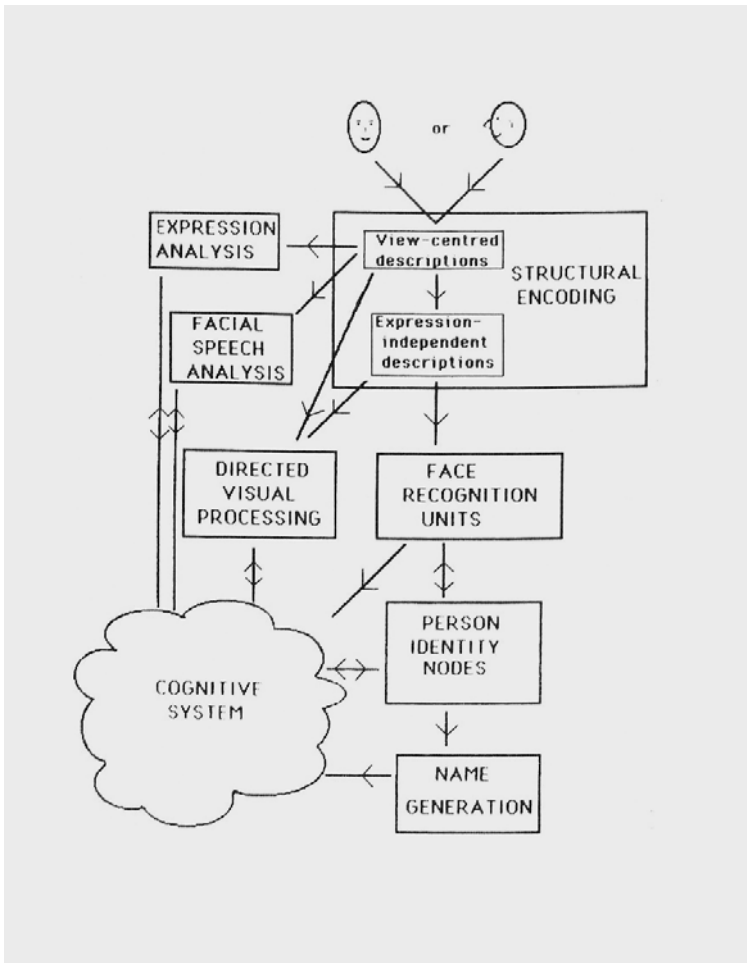 or
EXPRESSION
ANALYSIS
View-centred
descriptions
STRUCTURAL
ENCODING
FACIAL
SPEECH
ANALYSIS
Expression-
independent
descriptions
DIRECTED
VISUAL
PROCESSING
FACE
RECOGNITION
UNITS
PERSON
IDENTITY
NODES
COGNITIVE
SYSTEM
NAME
GENERATION